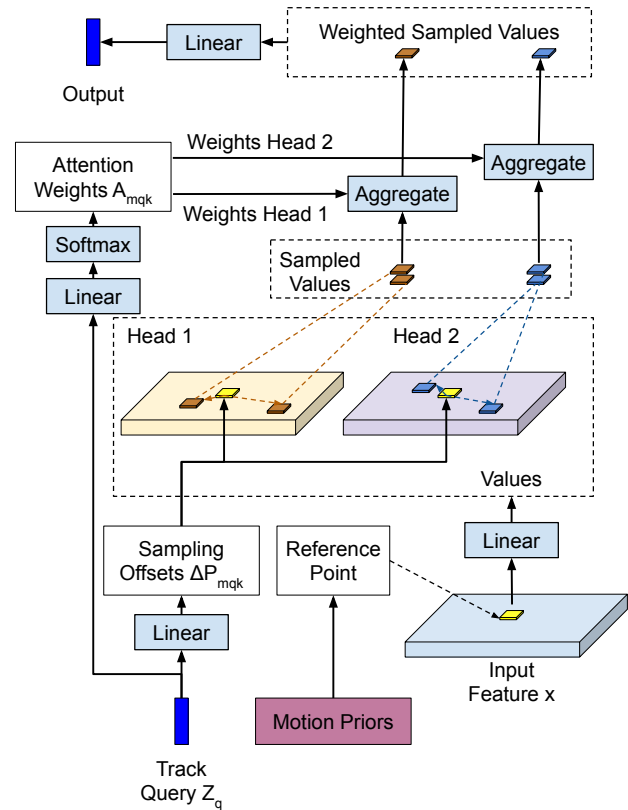 Weighted Sampled Values
Linear
Output
Weights Head 2
Attention
Weights A_mqk
Aggregate
Aggregate
Weights Head 1
Softmax
Sampled
Values
Linear
Head 1
Head 2
Values
Sampling
Offsets ΔP_mqk
Reference
Point
Linear
Linear
Input
Feature x
Motion Priors
Track
Query Z_q